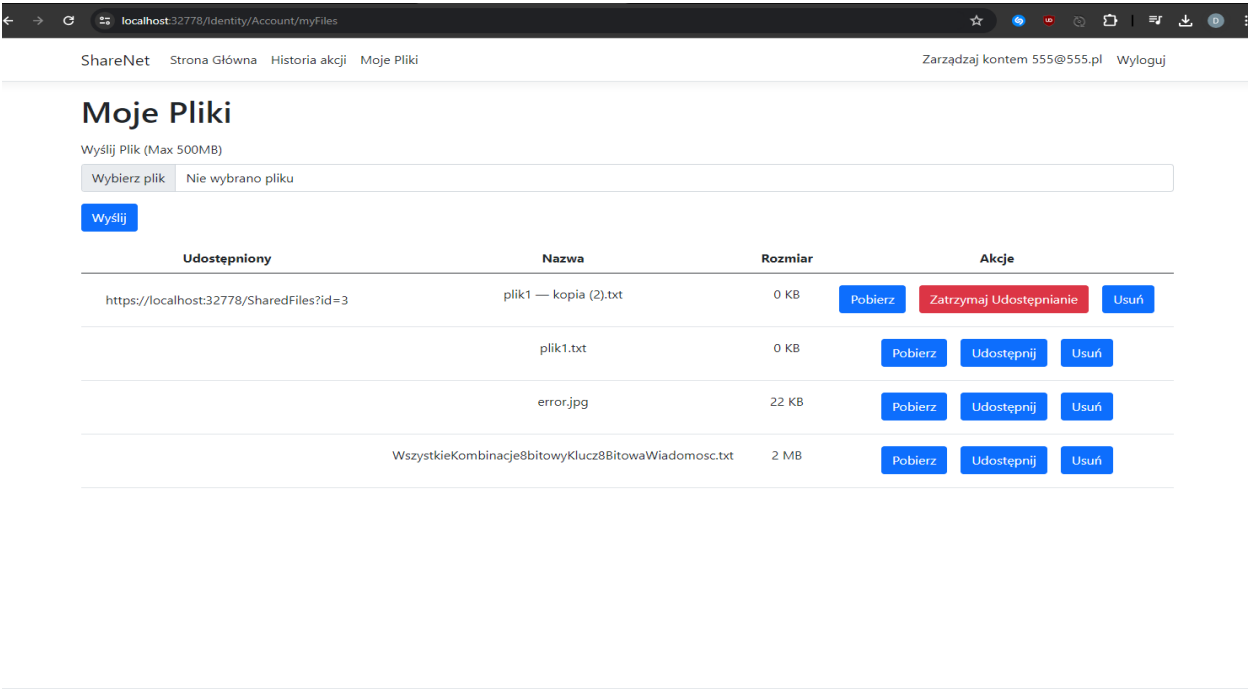 localhost:32778/Identity/Account/myFiles
ShareNet Strona Główna Historia akcji Moje Pliki Zarządzaj kontem 555@555.pl Wyloguj
Moje Pliki
Wyślij Plik (Max 500MB)
Wybierz plik Nie wybrano pliku
Wyślij
Udostępniony Nazwa Rozmiar Akcje
https://localhost:32778/SharedFiles?id=3 plik1 — kopia (2).txt 0 KB Pobierz Zatrzymaj Udostępnianie Usuń
plik1.txt 0 KB Pobierz Udostępnij Usuń
error.jpg 22 KB Pobierz Udostępnij Usuń
WszystkieKombinacje8bitowyKlucz8BitowaWiadomosc.txt 2 MB Pobierz Udostępnij Usuń